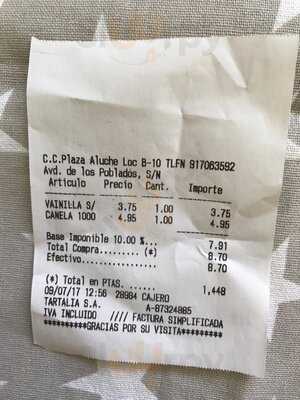 C.C.Plaza Aluche Loc B-10 TLFN 917063592
Avd. de los Poblados, S/N
Articulo Precio Cant. Importe
VAINILLA S/ 3.75 1.00 3.75
CANELA 1000 4.95 1.00 4.95
Base Imponible 10.00 %... 7.91
Total Compra......... (*) 8.70
Efectivo................. 8.70
(*) Total en PTAS. ...... 1,448
09/07/17 12:56 28984 CAJERO
TARTALIA S.A. A-87324885
IVA INCLUIDO //// FACTURA SIMPLIFICADA
**********GRACIAS POR SU VISITA*********